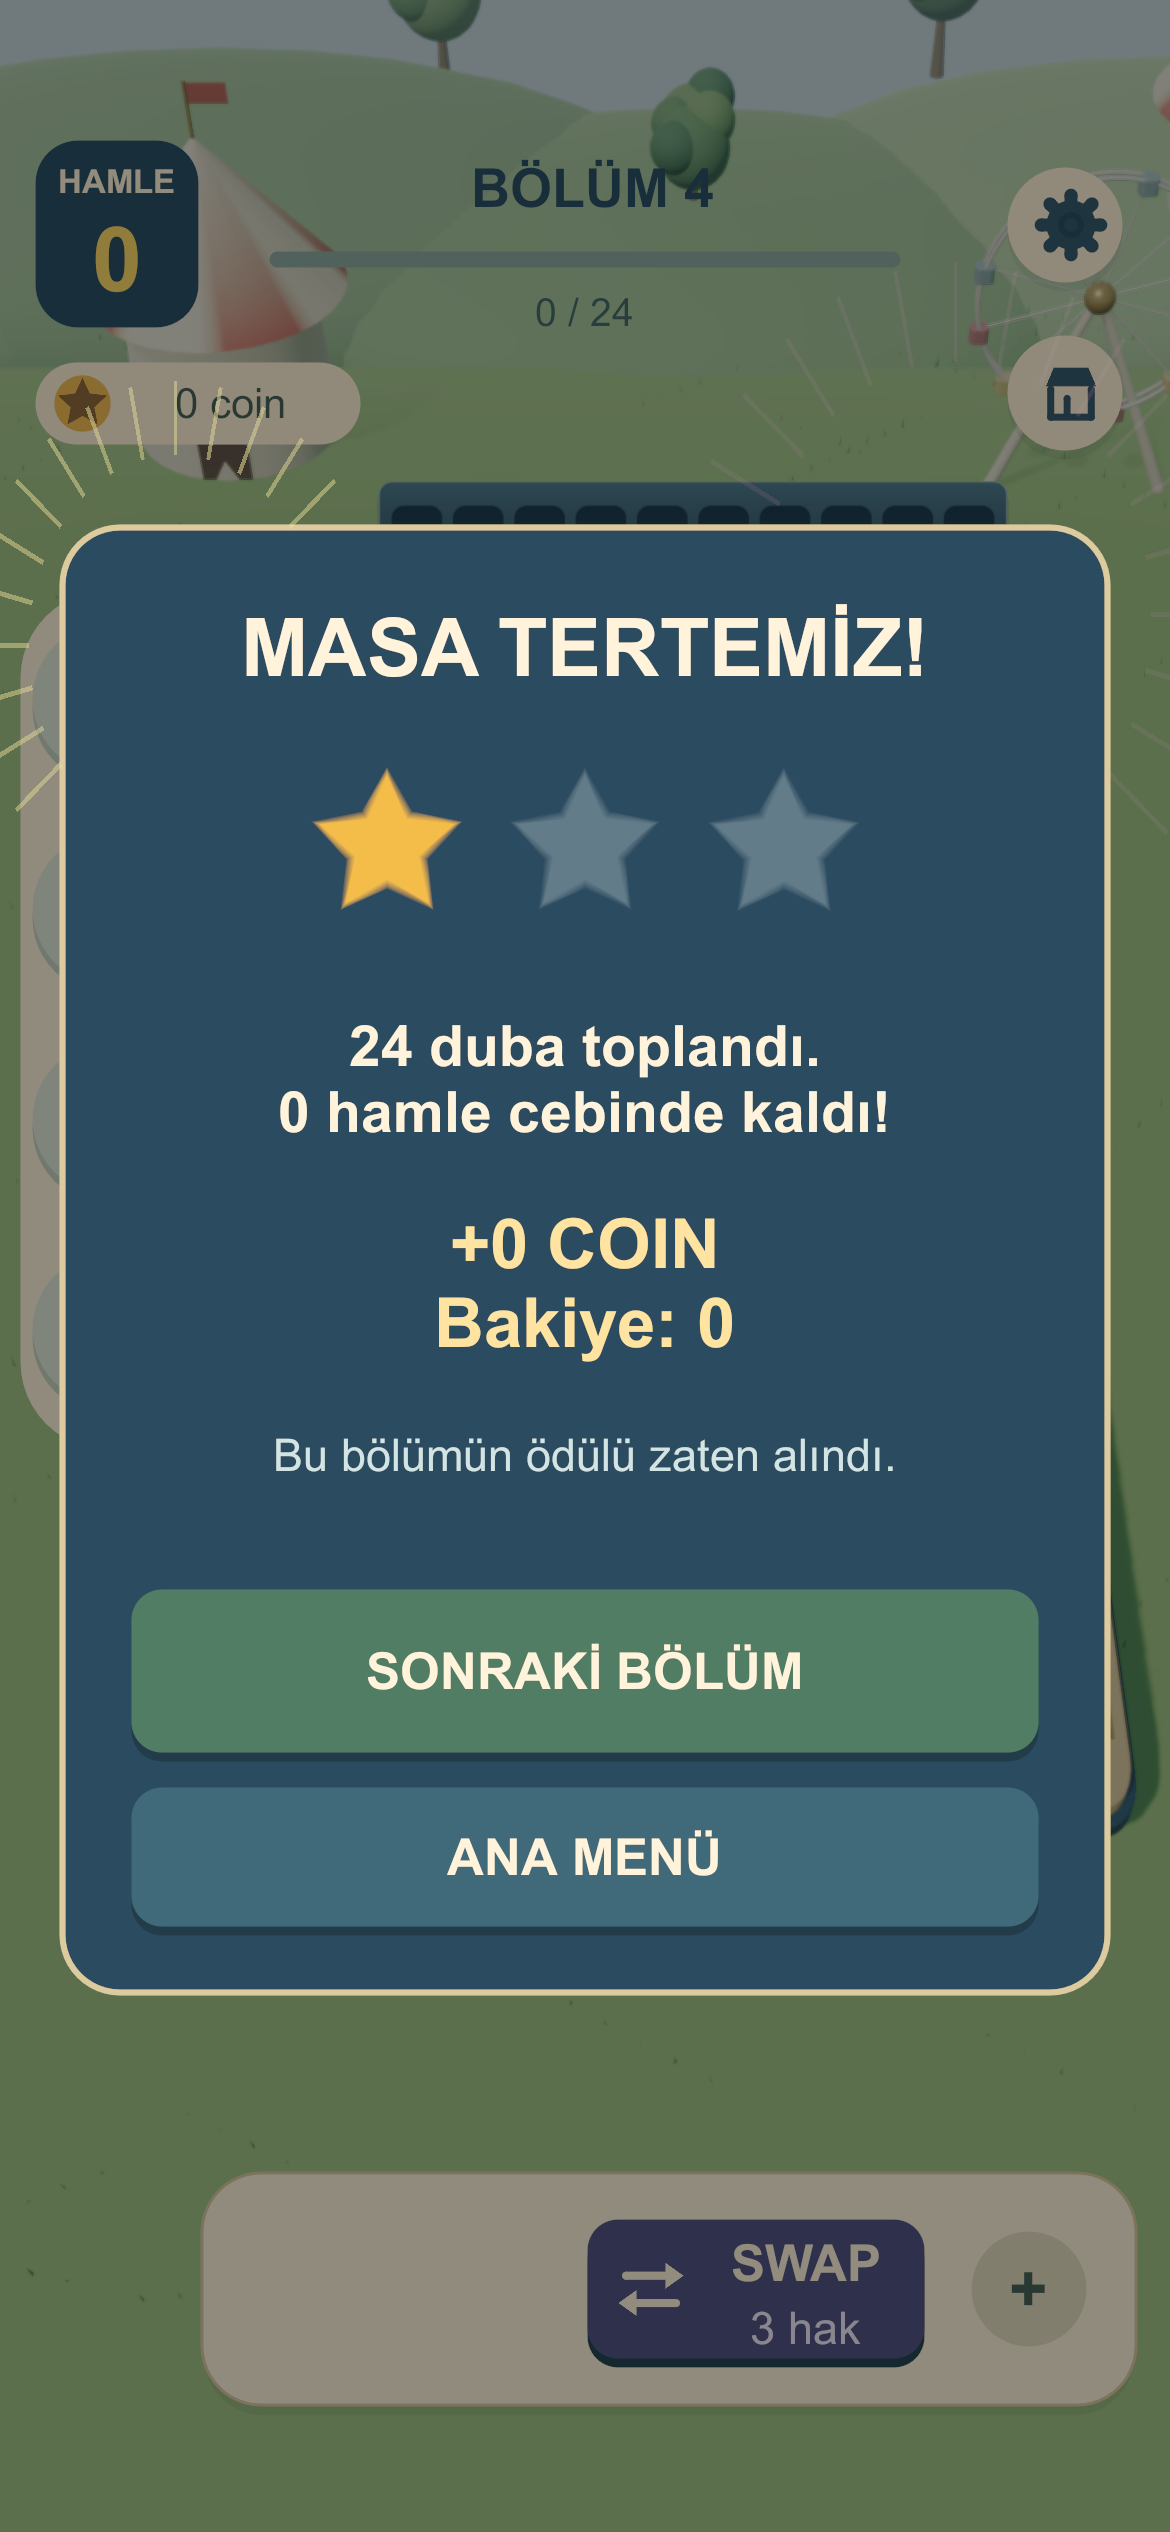 HAMLE
0
BÖLÜM 4
0 / 24
0 coin
MASA TERTEMİZ!
24 duba toplandı.
0 hamle cebinde kaldı!
+0 COIN
Bakiye: 0
Bu bölümün ödülü zaten alındı.
SONRAKİ BÖLÜM
ANA MENÜ
SWAP
3 hak
+